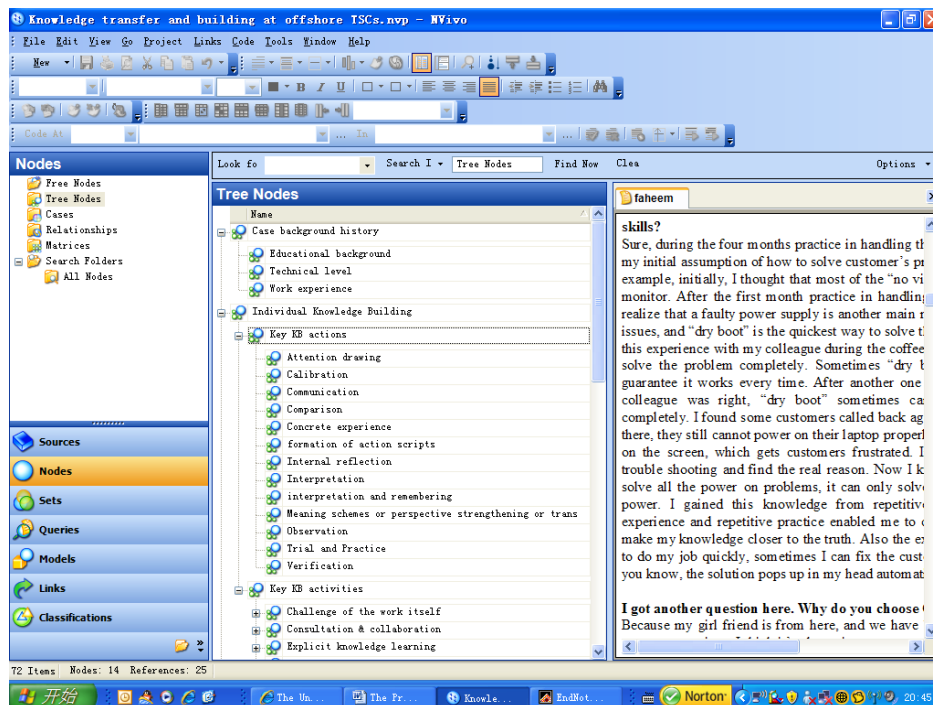 Knowledge transfer and building at offshore TSCs.nvp - NVivo
File Edit View Go Project Links Code Tools Window Help
New
B I U
Code At ... In ...
Nodes
Free Nodes
Tree Nodes
Cases
Relationships
Matrices
Search Folders
All Nodes
Sources
Nodes
Sets
Queries
Models
Links
Classifications
Look fo Search I Tree Nodes Find Now Clea Options
Tree Nodes
Name
Case background history
Educational background
Technical level
Work experience
Individual Knowledge Building
Key KB actions
Attention drawing
Calibration
Communication
Comparison
Concrete experience
formation of action scripts
Internal reflection
Interpretation
interpretation and remembering
Meaning schemes or perspective strengthening or trans
Observation
Trial and Practice
Verification
Key KB activities
Challenge of the work itself
Consultation & collaboration
Explicit knowledge learning
faheem
skills?
Sure, during the four months practice in handling th
my initial assumption of how to solve customer's pr
example, initially, I thought that most of the "no vi
monitor. After the first month practice in handling
realize that a faulty power supply is another main r
issues, and "dry boot" is the quickest way to solve t
this experience with my colleague during the coffee
solve the problem completely. Sometimes "dry b
guarantee it works every time. After another one
colleague was right, "dry boot" sometimes ca
completely. I found some customers called back ag
there, they still cannot power on their laptop properl
on the screen, which gets customers frustrated. I
trouble shooting and find the real reason. Now I k
solve all the power on problems, it can only solv
power. I gained this knowledge from repetitiv
experience and repetitive practice enabled me to
make my knowledge closer to the truth. Also the ex
to do my job quickly, sometimes I can fix the cust
you know, the solution pops up in my head automat
I got another question here. Why do you choose
Because my girl friend is from here, and we have
72 Items Nodes: 14 References: 25
开始 The Un... The Pr... Knowle... EndNot... Norton 20:45